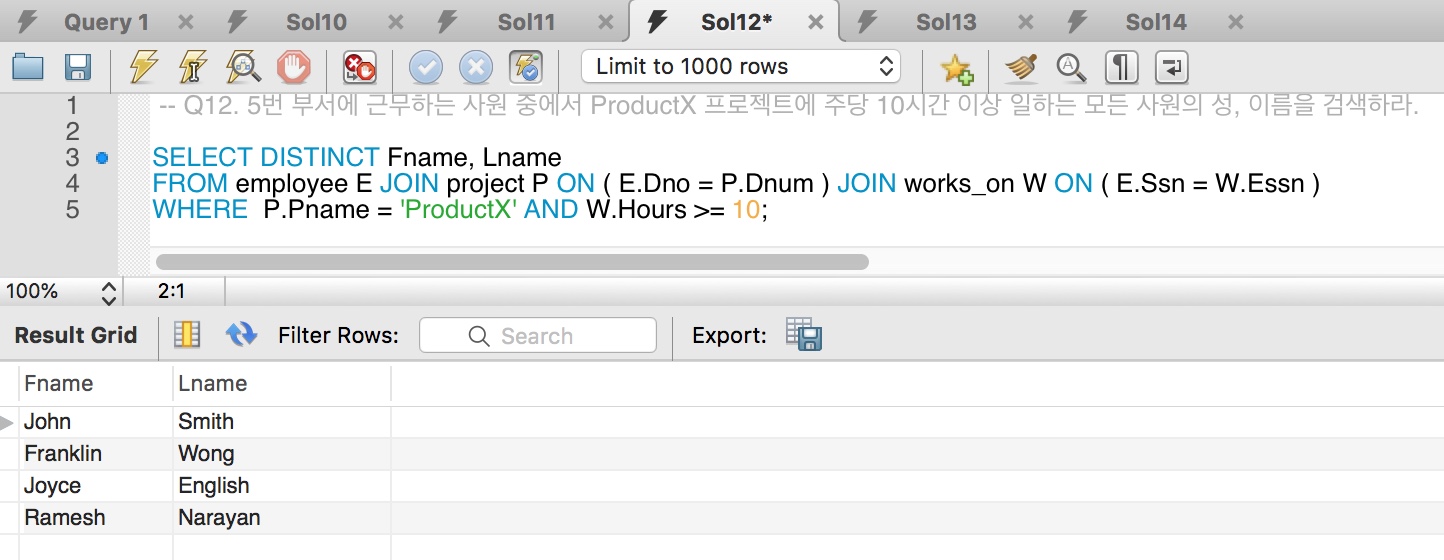 Query 1 Sol10 Sol11 Sol12* Sol13 Sol14
Limit to 1000 rows
1 -- Q12. 5번 부서에 근무하는 사원 중에서 ProductX 프로젝트에 주당 10시간 이상 일하는 모든 사원의 성, 이름을 검색하라.
2
3 SELECT DISTINCT Fname, Lname
4 FROM employee E JOIN project P ON ( E.Dno = P.Dnum ) JOIN works_on W ON ( E.Ssn = W.Essn )
5 WHERE  P.Pname = 'ProductX' AND W.Hours >= 10;
100% 2:1
Result Grid Filter Rows: Search Export:
Fname Lname
John Smith
Franklin Wong
Joyce English
Ramesh Narayan